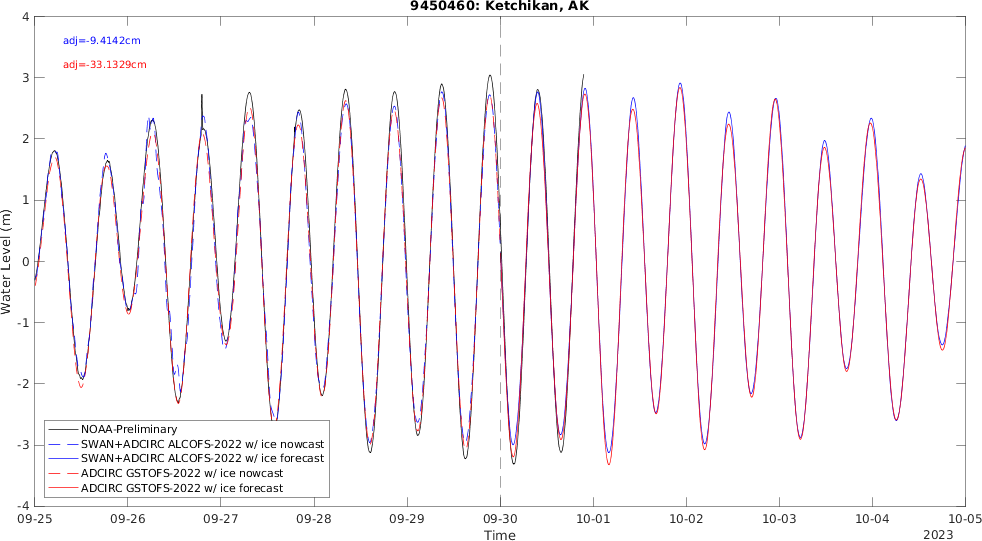 9450460: Ketchikan, AK
adj=-9.4142cm
adj=-33.1329cm
4
3
2
1
0
-1
-2
-3
-4
Water Level (m)
NOAA-Preliminary
SWAN+ADCIRC ALCOFS-2022 w/ ice nowcast
SWAN+ADCIRC ALCOFS-2022 w/ ice forecast
ADCIRC GSTOFS-2022 w/ ice nowcast
ADCIRC GSTOFS-2022 w/ ice forecast
09-25 09-26 09-27 09-28 09-29 09-30 10-01 10-02 10-03 10-04 10-05
Time
2023